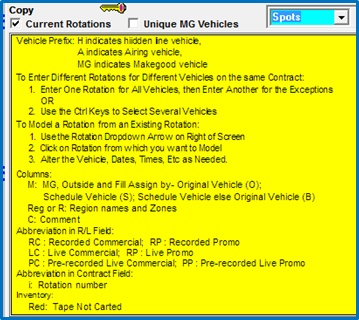 Copy
Current Rotations
Unique MG Vehicles
Spots
Vehicle Prefix: H indicates hiidden line vehicle,
A indicates Airing vehicle,
MG indicates Makegood vehicle
To Enter Different Rotations for Different Vehicles on the same Contract:
1. Enter One Rotation for All Vehicles, then Enter Another for the Exceptions
OR
2. Use the Ctrl Keys to Select Several Vehicles
To Model a Rotation from an Existing Rotation:
1. Use the Rotation Dropdown Arrow on Right of Screen
2. Click on Rotation from which you want to Model
3. Alter the Vehicle, Dates, Times, Etc as Needed.
Columns:
M: MG, Outside and Fill Assign by- Original Vehicle (O);
Schedule Vehicle (S); Schedule Vehicle else Original Vehicle (B)
Reg or R: Region names and Zones
C: Comment
Abbreviation in R/L Field:
RC : Recorded Commercial; RP : Recorded Promo
LC : Live Commercial; RP : Live Promo
PC : Pre-recorded Live Commercial; PP : Pre-recorded Live Promo
Abbreviation in Contract Field:
i: Rotation number
Inventory:
Red: Tape Not Carted